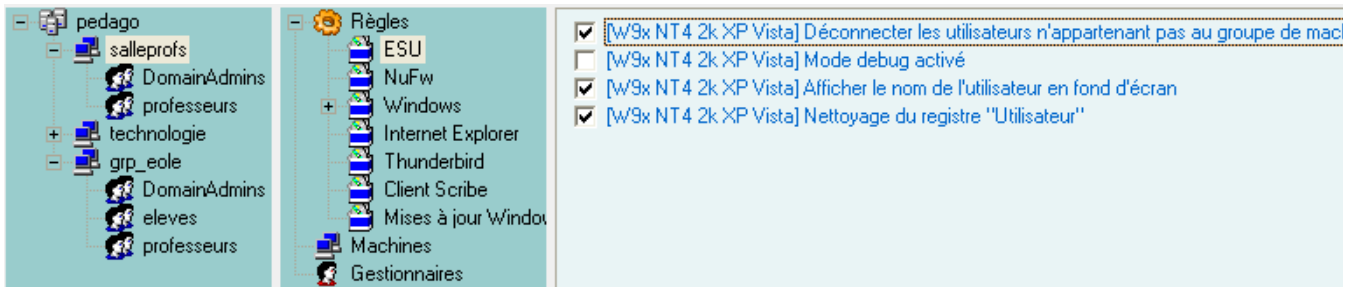 pedago
salleprofs
DomainAdmins
professeurs
technologie
grp_eole
DomainAdmins
eleves
professeurs
Règles
ESU
NuFw
Windows
Internet Explorer
Thunderbird
Client Scribe
Mises à jour Windo
Machines
Gestionnaires
[W9x NT4 2k XP Vista] Déconnecter les utilisateurs n'appartenant pas au groupe de mac
[W9x NT4 2k XP Vista] Mode debug activé
[W9x NT4 2k XP Vista] Afficher le nom de l'utilisateur en fond d'écran
[W9x NT4 2k XP Vista] Nettoyage du registre "Utilisateur"